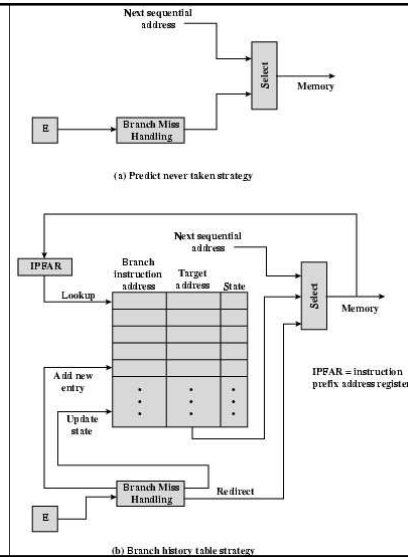 Next sequential
address
Select
Memory
E
Branch Miss
Handling
(a) Predict never taken strategy
Next sequential
address
IPFAR
Branch
instruction
address
Target
address
State
Lookup
Select
Memory
Add new
entry
IPFAR = instruction
prefix address register
Update
state
Branch Miss
Handling
Redirect
E
(b) Branch history table strategy